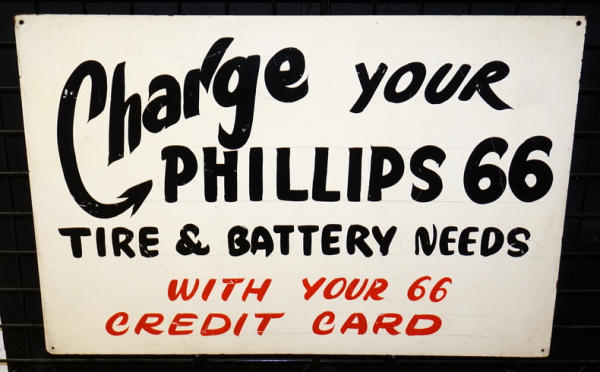 Charge YOUR
PHILLIPS 66
TIRE & BATTERY NEEDS
WITH YOUR 66
CREDIT CARD